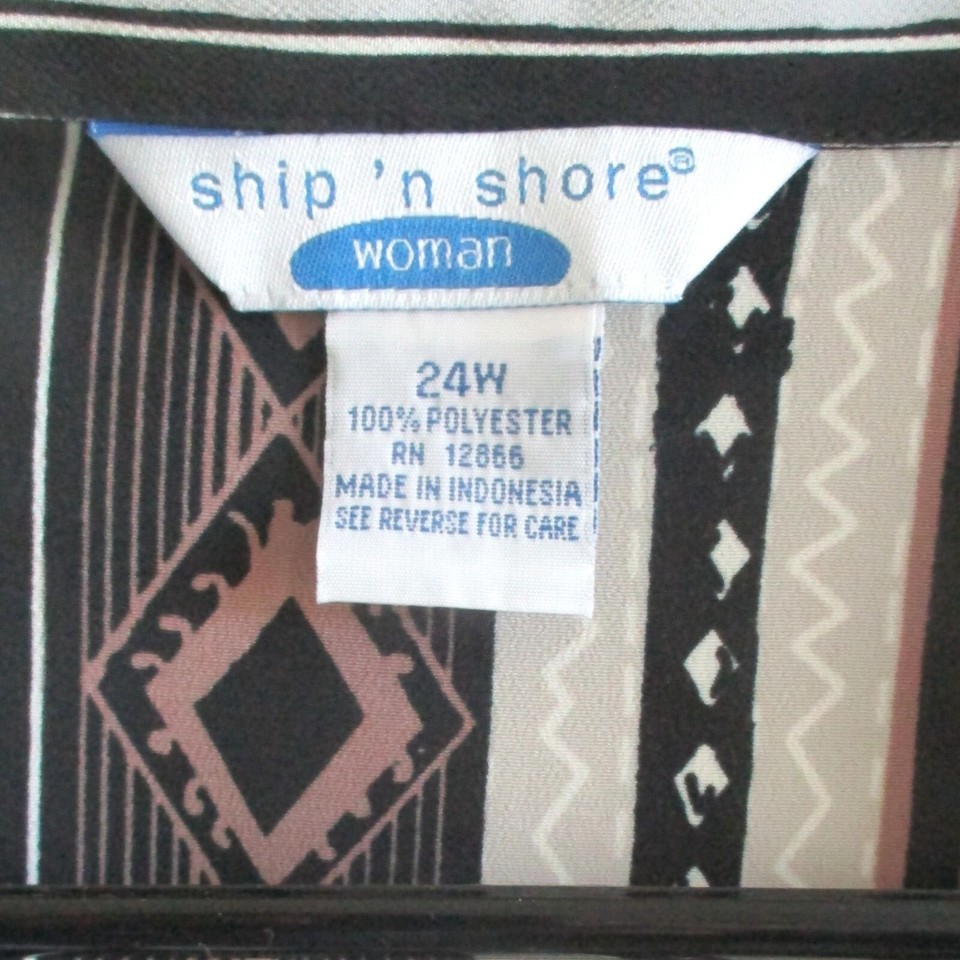 ship 'n shore®
woman
24W
100% POLYESTER
RN 12866
MADE IN INDONESIA
SEE REVERSE FOR CARE